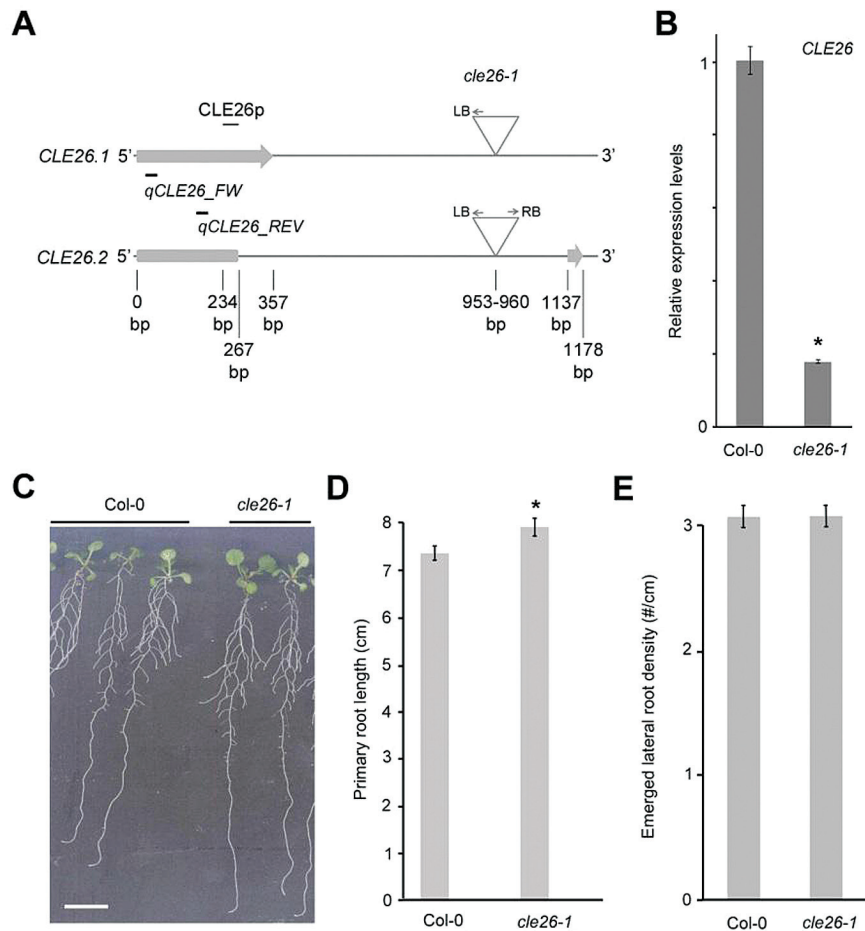 A
cle26-1
CLE26p
LB
CLE26.1 5' 3'
qCLE26_FW
qCLE26_REV
LB RB
CLE26.2 5' 3'
0 234 357 953-960 1137
bp bp bp bp bp
267 1178
bp bp
B
CLE26
Relative expression levels
1
0
*
Col-0 cle26-1
C
Col-0 cle26-1
D
Primary root length (cm)
8
7
6
5
7
3
2
1
0
*
Col-0 cle26-1
E
Emerged lateral root density (#/cm)
3
2
1
0
Col-0 cle26-1